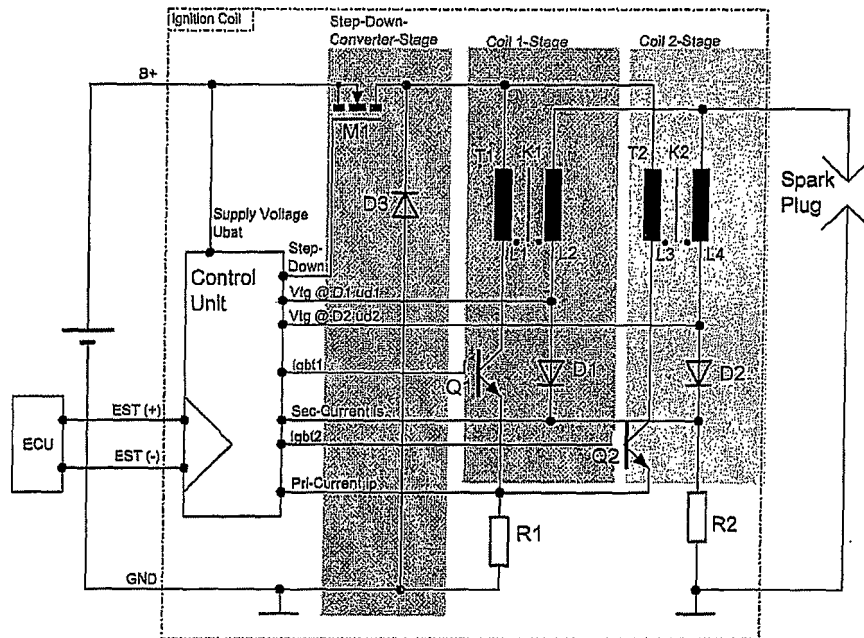 Ignition Coil
Step-Down-
Converter-Stage
Coil 1-Stage
Coil 2-Stage
B+
M1
T1
K1
T2
K2
D3
Spark
Plug
Supply Voltage
Ubat
Step-
Down
L1
L2
L3
L4
Control
Unit
Vtg @ D1 ud1
Vtg @ D2 ud2
Igbt1
Q
D1
D2
EST (+)
Sec-Current Is
ECU
Igbt2
Q2
EST (-)
Pri-Current Ip
R1
R2
GND